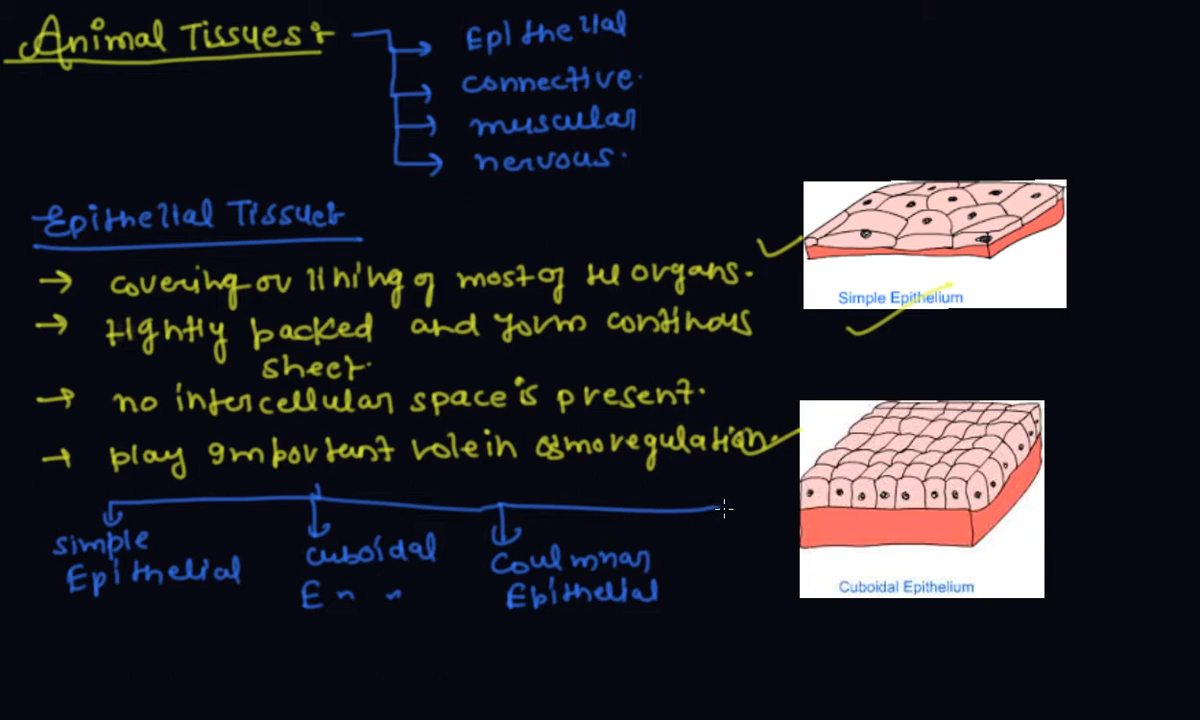 Animal Tissues:
Epithelial
connective.
muscular
nervous.
Epithelial Tissue:
→ covering or lining of most of the organs.
→ tightly packed and form continous
sheet.
→ no intercellular space is present.
→ play important role in osmoregulation.
Simple Epithelial
Cuboidal E " "
Coulmnar Epithelial
Simple Epithelium
Cuboidal Epithelium